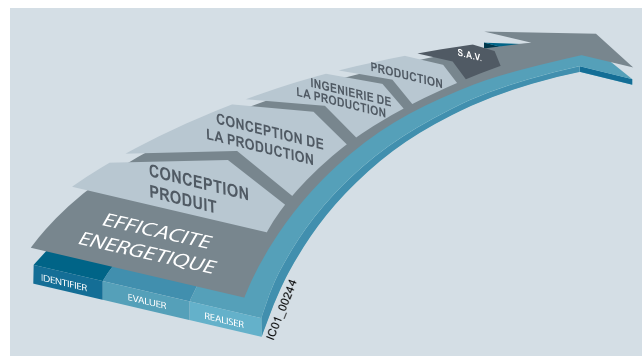 S.A.V.
PRODUCTION
INGENIERIE DE
LA PRODUCTION
CONCEPTION DE
LA PRODUCTION
CONCEPTION
PRODUIT
EFFICACITE
ENERGETIQUE
IDENTIFIER
EVALUER
REALISER
IC01_00244